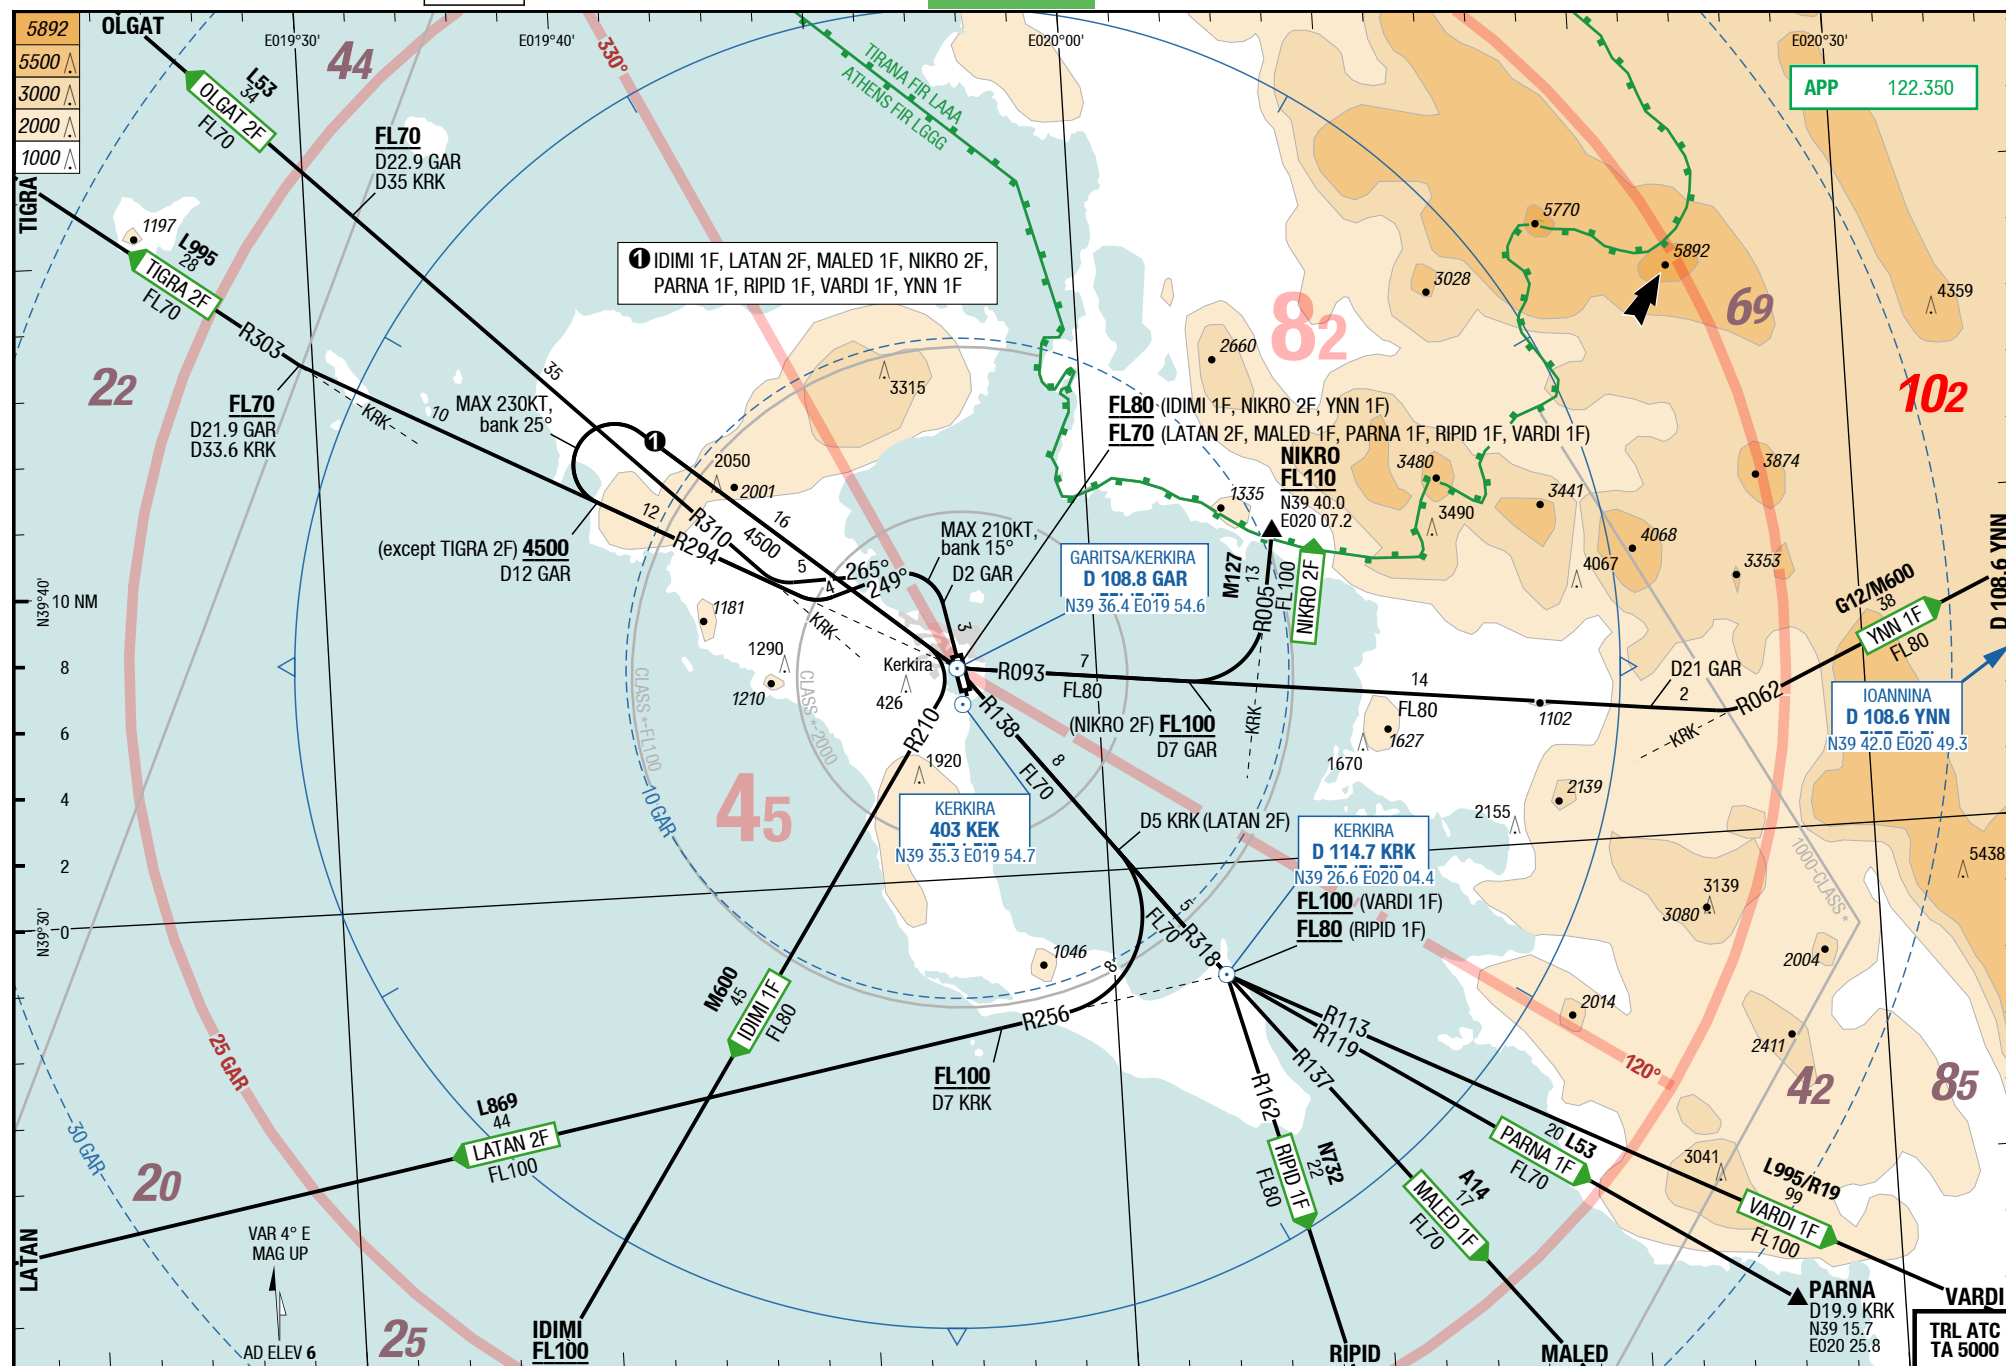 OLGAT
E019°30'
E019°40'
E020°00'
E020°30'
5892
5500
3000
2000
1000
44
L53
34
OLGAT 2F
FL70
330°
TIRANA FIR LAAA
ATHENS FIR LGGG
APP 122.350
FL70
D22.9 GAR
D35 KRK
TIGRA
1197
L995
28
TIGRA 2F
FL70
R303
22
FL70
D21.9 GAR
D33.6 KRK
KRK
10
35
1 IDIMI 1F, LATAN 2F, MALED 1F, NIKRO 2F,
PARNA 1F, RIPID 1F, VARDI 1F, YNN 1F
5770
5892
3028
4359
69
82
2660
102
3315
MAX 230KT,
bank 25°
1
FL80 (IDIMI 1F, NIKRO 2F, YNN 1F)
FL70 (LATAN 2F, MALED 1F, PARNA 1F, RIPID 1F, VARDI 1F)
NIKRO
FL110
N39 40.0
E020 07.2
1335
3480
3490
3441
3874
4068
4067
3353
2050
2001
12
R294
R310
16
4500
5
4
265°
249°
(except TIGRA 2F) 4500
D12 GAR
MAX 210KT,
bank 15°
D2 GAR
3
GARITSA/KERKIRA
D 108.8 GAR
N39 36.4 E019 54.6
M127
13
R005
FL100
NIKRO 2F
G12/M600
38
YNN 1F
FL80
D 108.6 YNN
N39°40'
10 NM
8
6
4
2
0
N39°30'
1181
1290
1210
KRK
Kerkira
426
R093
7
FL80
14
FL80
D21 GAR
2
R062
KRK
IOANNINA
D 108.6 YNN
N39 42.0 E020 49.3
1102
CLASS *-FL100
CLASS *-2000
R210
R138
(NIKRO 2F) FL100
D7 GAR
KRK
1627
1670
1920
8
FL70
45
10 GAR
KERKIRA
403 KEK
N39 35.3 E019 54.7
D5 KRK (LATAN 2F)
KERKIRA
D 114.7 KRK
N39 26.6 E020 04.4
FL100 (VARDI 1F)
FL80 (RIPID 1F)
2139
2155
1000-CLASS *
5438
3139
3080
2004
5
FL70
R318
8
1046
R256
M600
45
IDIMI 1F
FL80
FL100
D7 KRK
25 GAR
30 GAR
L869
44
LATAN 2F
FL100
20
R113
R119
R137
R162
2014
2411
120°
42
85
N732
22
RIPID 1F
FL80
A14
17
MALED 1F
FL70
20 L53
PARNA 1F
FL70
3041
L995/R19
99
VARDI 1F
FL100
LATAN
VAR 4° E
MAG UP
AD ELEV 6
25
IDIMI
FL100
RIPID
MALED
PARNA
D19.9 KRK
N39 15.7
E020 25.8
VARDI
TRL ATC
TA 5000